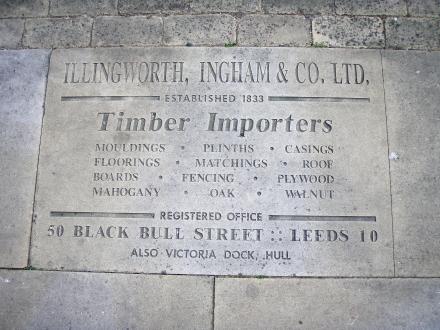 ILLINGWORTH, INGHAM & CO. LTD,
ESTABLISHED 1833
Timber Importers
MOULDINGS • PLINTHS • CASINGS
FLOORINGS • MATCHINGS • ROOF
BOARDS • FENCING • PLYWOOD
MAHOGANY • OAK • WALNUT
REGISTERED OFFICE
50 BLACK BULL STREET :: LEEDS 10
ALSO VICTORIA DOCK, HULL